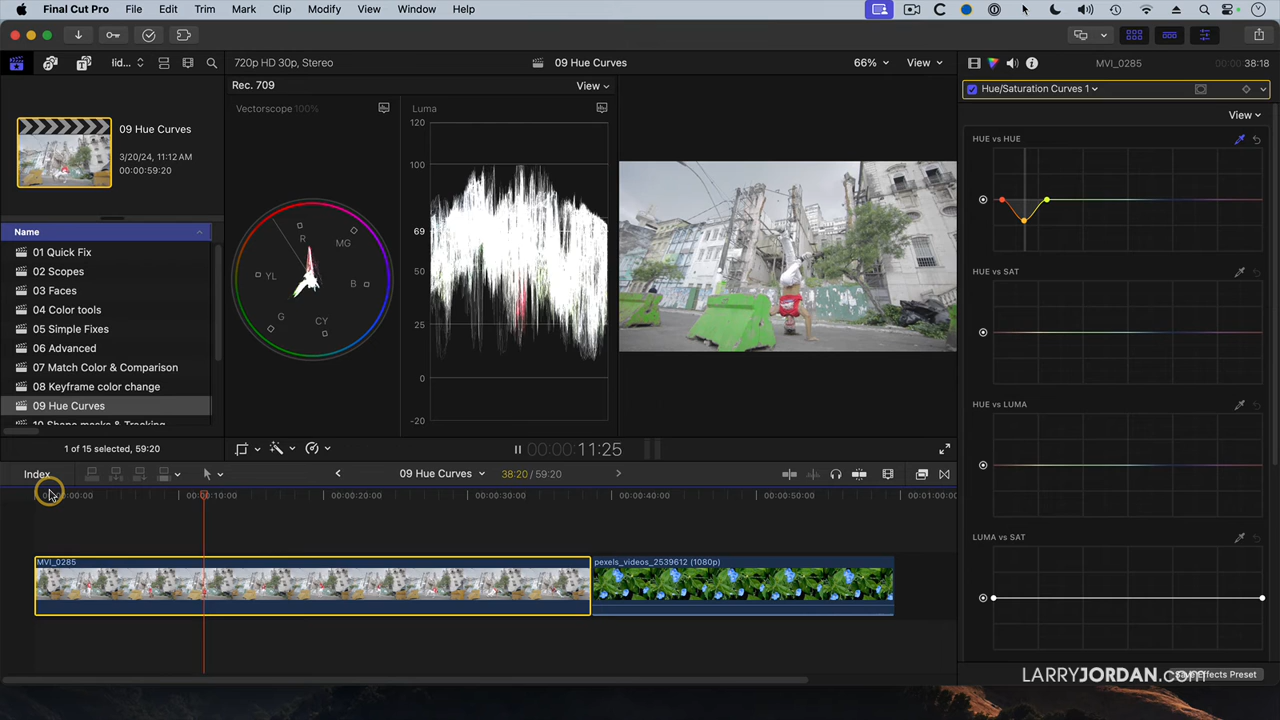 Final Cut Pro File Edit Trim Mark Clip Modify View Window Help
lid...
720p HD 30p, Stereo
09 Hue Curves
66%
View
MVI_0285
00:00:38:18
Rec. 709
View
Hue/Saturation Curves 1
Vectorscope 100%
Luma
View
09 Hue Curves
3/20/24, 11:12 AM
00:00:59:20
120
100
69
50
25
0
-20
R
MG
B
CY
G
YL
HUE vs HUE
HUE vs SAT
HUE vs LUMA
LUMA vs SAT
Name
01 Quick Fix
02 Scopes
03 Faces
04 Color tools
05 Simple Fixes
06 Advanced
07 Match Color & Comparison
08 Keyframe color change
09 Hue Curves
10 Shape masks & Tracking
1 of 15 selected, 59:20
00:00:00:11:25
Index
09 Hue Curves
38:20 / 59:20
00:00:10:00
00:00:20:00
00:00:30:00
00:00:40:00
00:00:50:00
00:01:00:00
MVI_0285
pexels_videos_2539612 (1080p)
LARRYJORDAN.com
Save Effects Preset